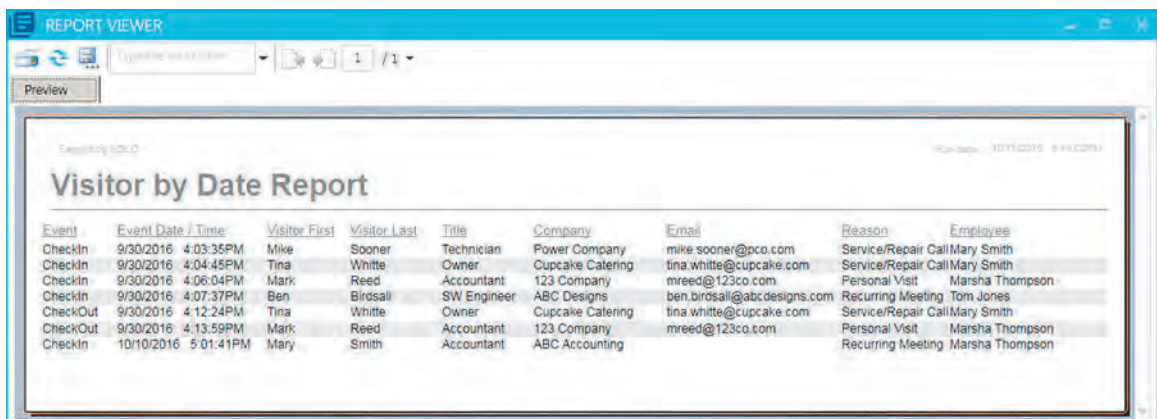 REPORT VIEWER
1 / 1
Preview
Visitor by Date Report
Event Event Date / Time Visitor First Visitor Last Title Company Email Reason Employee
CheckIn 9/30/2016 4:03:35PM Mike Sooner Technician Power Company mike.sooner@pco.com Service/Repair Call Mary Smith
CheckIn 9/30/2016 4:04:45PM Tina Whitte Owner Cupcake Catering tina.whitte@cupcake.com Service/Repair Call Mary Smith
CheckIn 9/30/2016 4:06:04PM Mark Reed Accountant 123 Company mreed@123co.com Personal Visit Marsha Thompson
CheckIn 9/30/2016 4:07:37PM Ben Birdsall SW Engineer ABC Designs ben.birdsall@abcdesigns.com Recurring Meeting Tom Jones
CheckOut 9/30/2016 4:12:24PM Tina Whitte Owner Cupcake Catering tina.whitte@cupcake.com Service/Repair Call Mary Smith
CheckOut 9/30/2016 4:13:59PM Mark Reed Accountant 123 Company mreed@123co.com Personal Visit Marsha Thompson
CheckIn 10/10/2016 5:01:41PM Mary Smith Accountant ABC Accounting Recurring Meeting Marsha Thompson